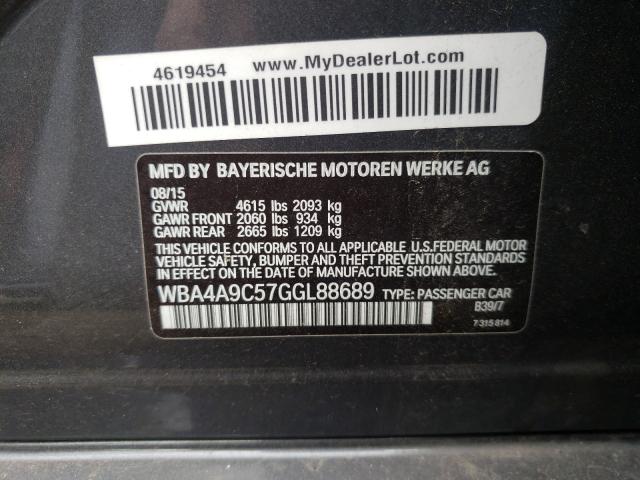 4619454 www.MyDealerLot.com
MFD BY BAYERISCHE MOTOREN WERKE AG
08/15
GVWR 4615 lbs 2093 kg
GAWR FRONT 2060 lbs 934 kg
GAWR REAR 2665 lbs 1209 kg
THIS VEHICLE CONFORMS TO ALL APPLICABLE U.S.FEDERAL MOTOR
VEHICLE SAFETY, BUMPER AND THEFT PREVENTION STANDARDS
IN EFFECT ON THE DATE OF MANUFACTURE SHOWN ABOVE.
WBA4A9C57GGL88689 TYPE: PASSENGER CAR
B39/7
7 315 814